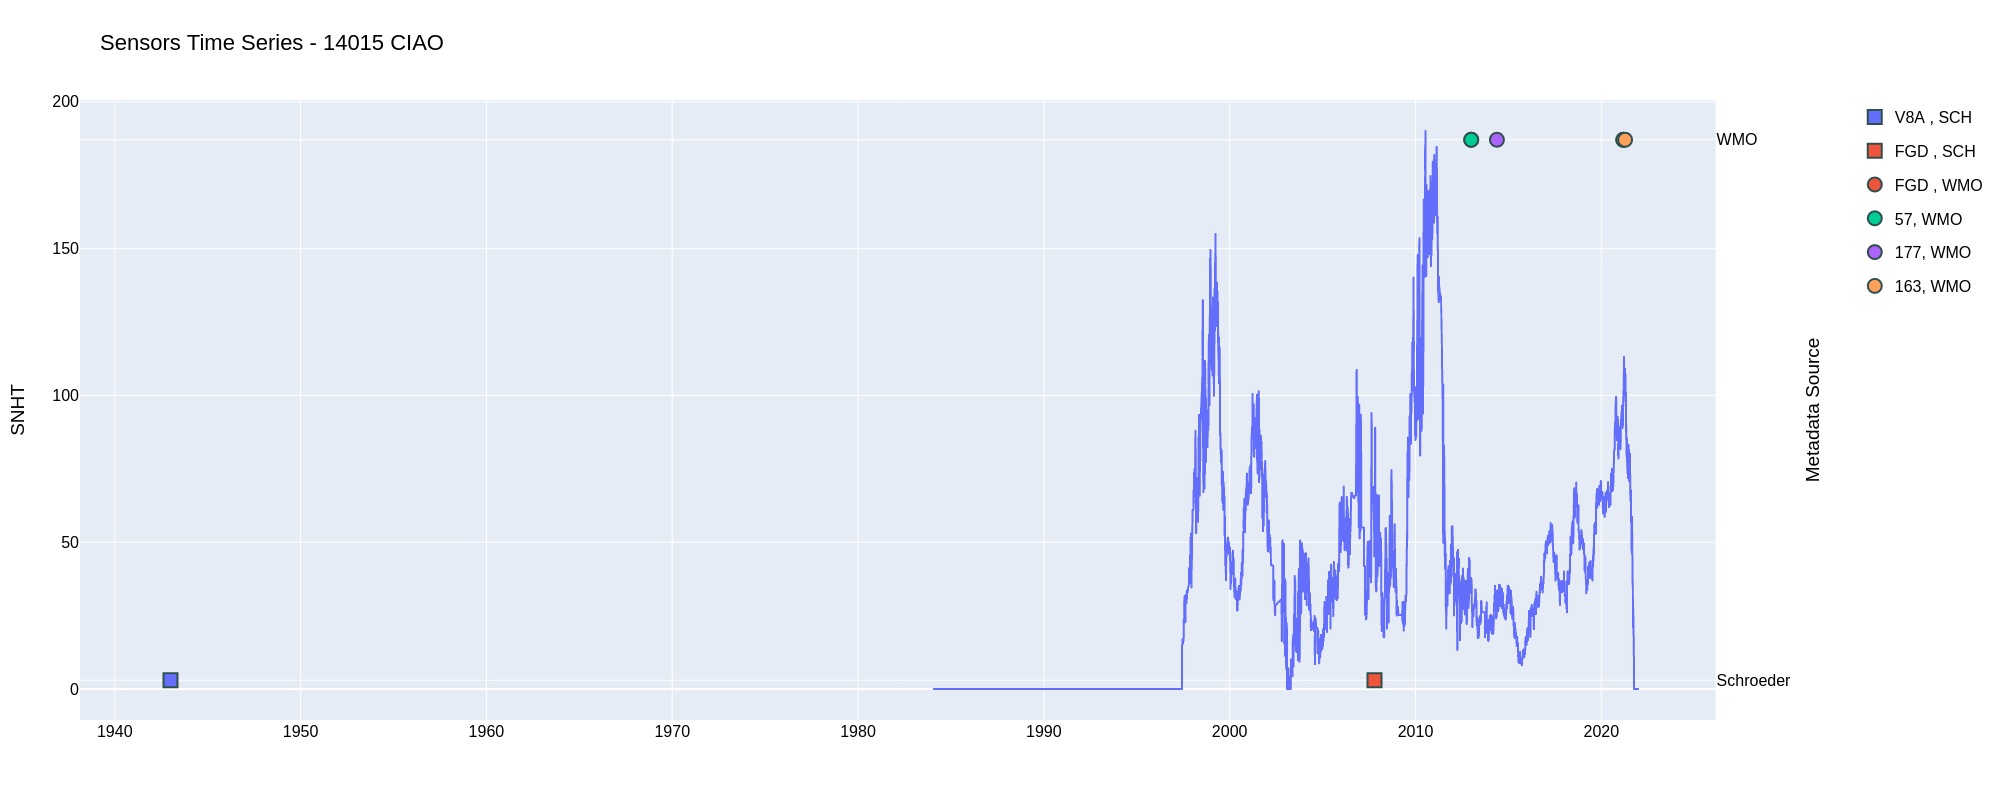 Sensors Time Series - 14015 CIAO
200
150
100
50
0
SNHT
1940 1950 1960 1970 1980 1990 2000 2010 2020
WMO
Schroeder
Metadata Source
V8A , SCH
FGD , SCH
FGD , WMO
57, WMO
177, WMO
163, WMO